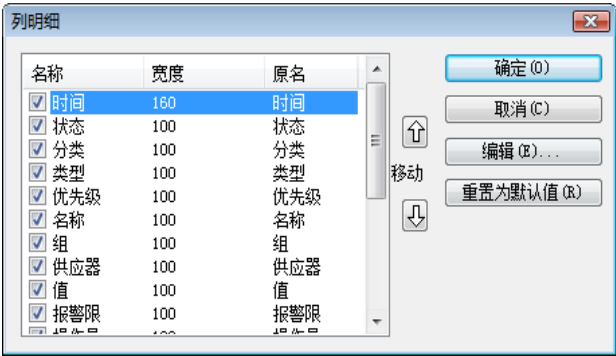 列明细
名称 宽度 原名
时间 160 时间
状态 100 状态
分类 100 分类
类型 100 类型
优先级 100 优先级
名称 100 名称
组 100 组
供应器 100 供应器
值 100 值
报警限 100 报警限
移动
确定(O)
取消(C)
编辑(E)...
重置为默认值(R)